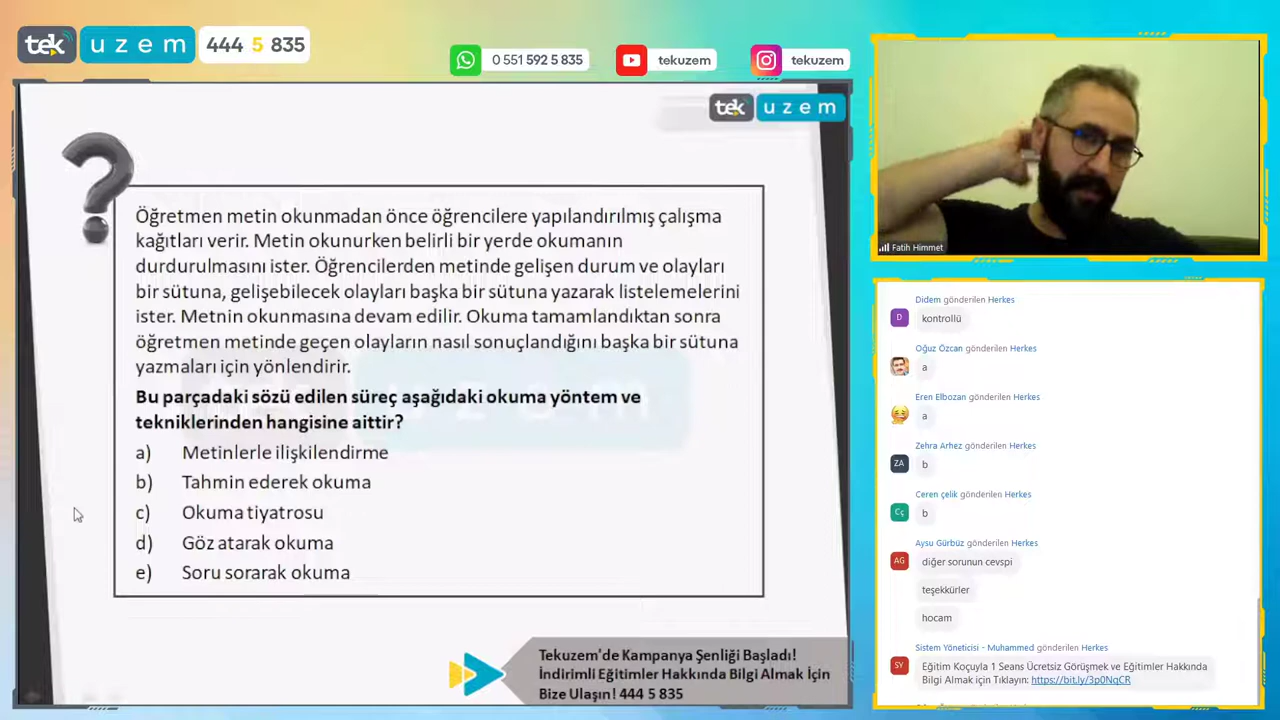 tek uzem 444 5 835
0 551 592 5 835
tekuzem
tekuzem
tek uzem
Öğretmen metin okunmadan önce öğrencilere yapılandırılmış çalışma
kağıtları verir. Metin okunurken belirli bir yerde okumanın
durdurulmasını ister. Öğrencilerden metinde gelişen durum ve olayları
bir sütuna, gelişebilecek olayları başka bir sütuna yazarak listelemelerini
ister. Metnin okunmasına devam edilir. Okuma tamamlandıktan sonra
öğretmen metinde geçen olayların nasıl sonuçlandığını başka bir sütuna
yazmaları için yönlendirir.
Bu parçadaki sözü edilen süreç aşağıdaki okuma yöntem ve
tekniklerinden hangisine aittir?
a) Metinlerle ilişkilendirme
b) Tahmin ederek okuma
c) Okuma tiyatrosu
d) Göz atarak okuma
e) Soru sorarak okuma
Tekuzem'de Kampanya Şenliği Başladı!
İndirimli Eğitimler Hakkında Bilgi Almak İçin
Bize Ulaşın! 444 5 835
Fatih Himmet
Didem gönderilen Herkes
D kontrollü
Oğuz Özcan gönderilen Herkes
a
Eren Elbozan gönderilen Herkes
a
Zehra Arhez gönderilen Herkes
ZA b
Ceren çelik gönderilen Herkes
Cç b
Aysu Gürbüz gönderilen Herkes
AG diğer sorunun cevspi
teşekkürler
hocam
Sistem Yöneticisi - Muhammed gönderilen Herkes
SY Eğitim Koçuyla 1 Seans Ücretsiz Görüşmek ve Eğitimler Hakkında
Bilgi Almak için Tıklayın: https://bit.ly/3p0NqCR